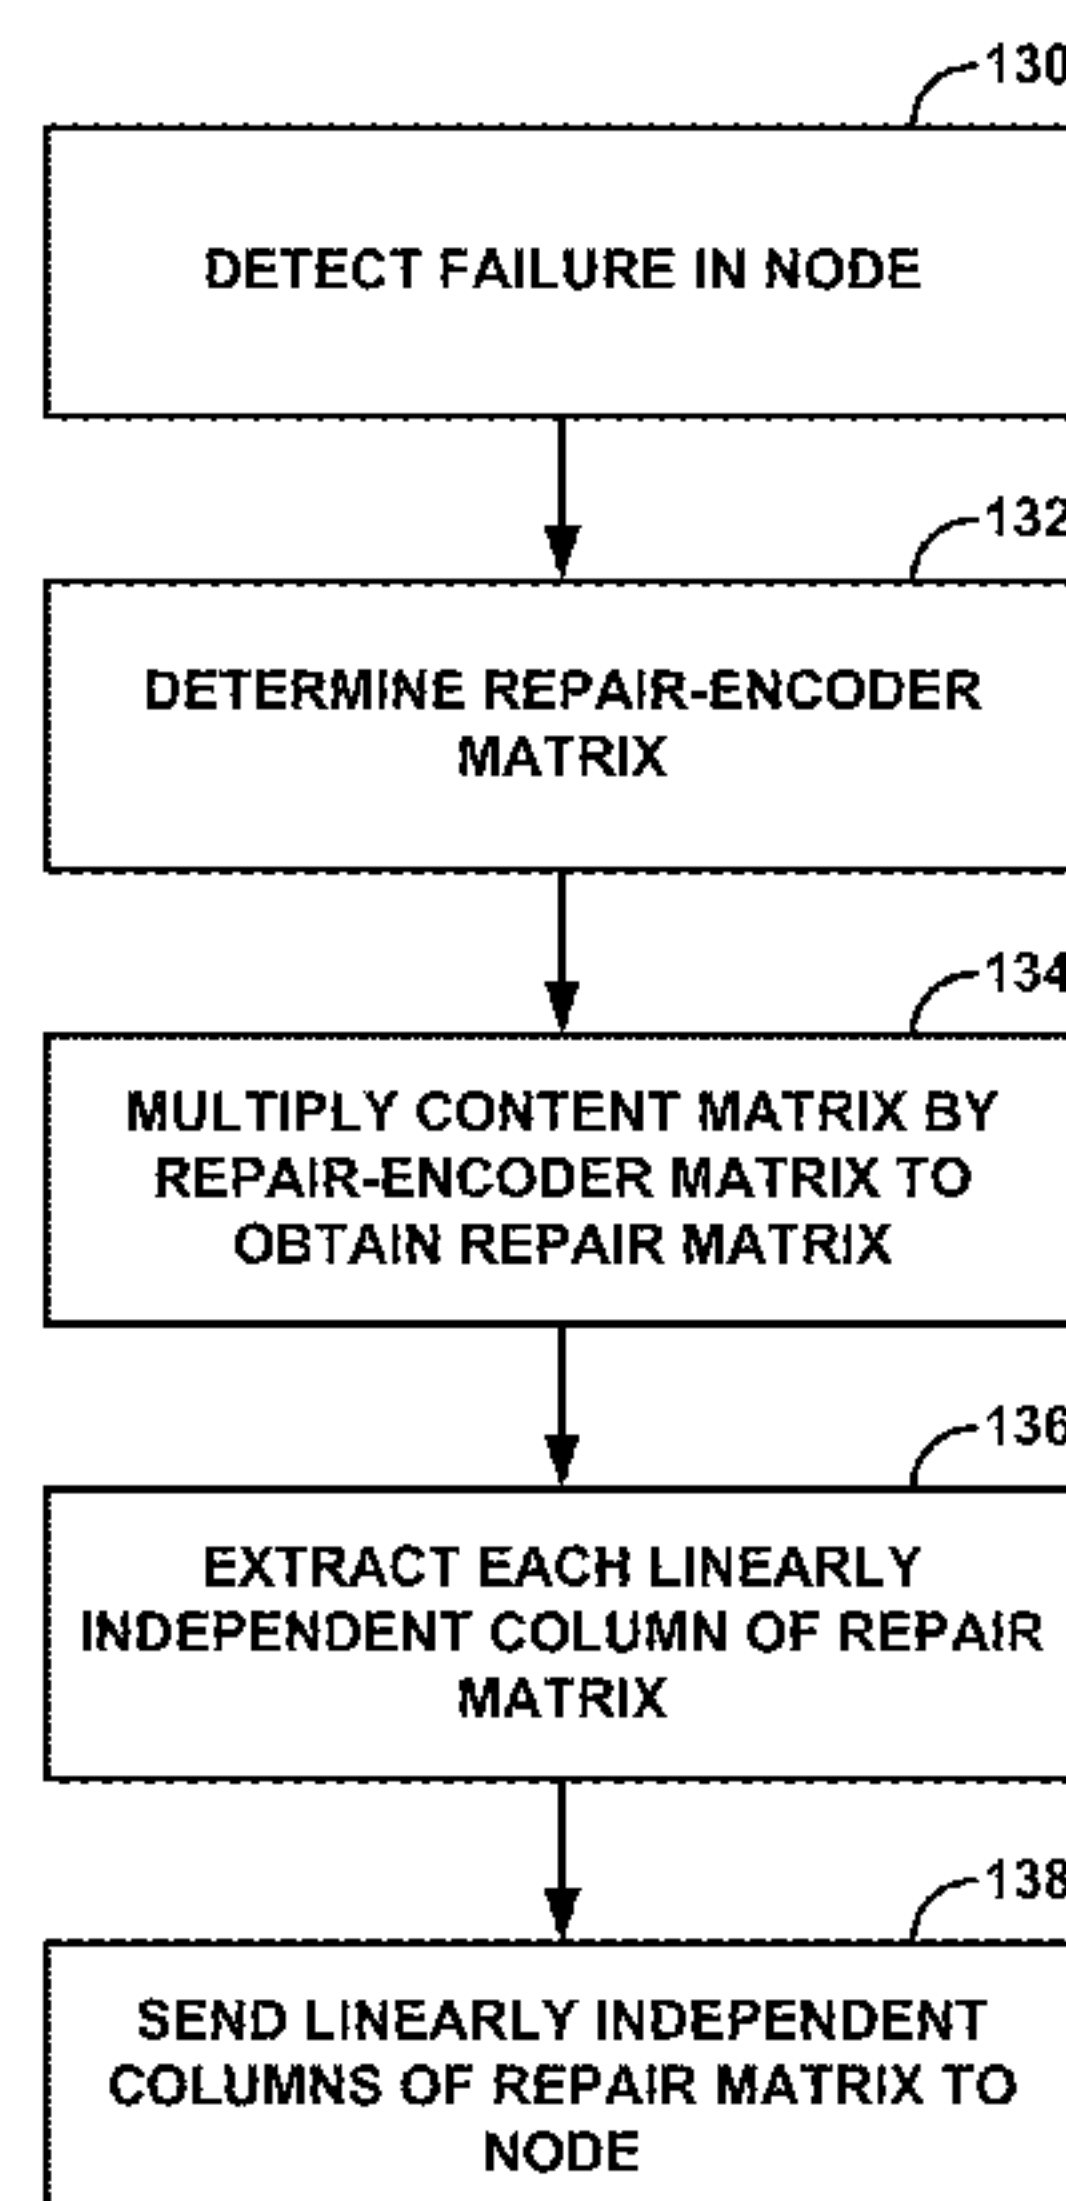 130
DETECT FAILURE IN NODE
132
DETERMINE REPAIR-ENCODER
MATRIX
134
MULTIPLY CONTENT MATRIX BY
REPAIR-ENCODER MATRIX TO
OBTAIN REPAIR MATRIX
136
EXTRACT EACH LINEARLY
INDEPENDENT COLUMN OF REPAIR
MATRIX
138
SEND LINEARLY INDEPENDENT
COLUMNS OF REPAIR MATRIX TO
NODE